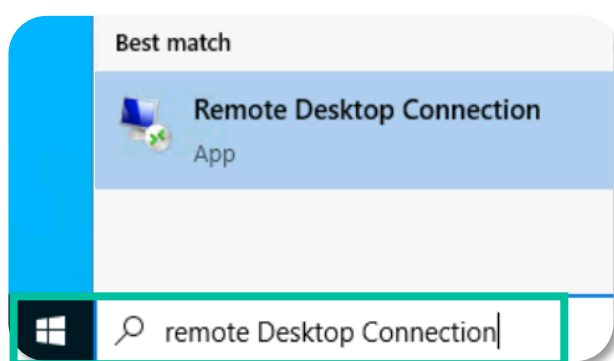 Best match
Remote Desktop Connection
App
remote Desktop Connection